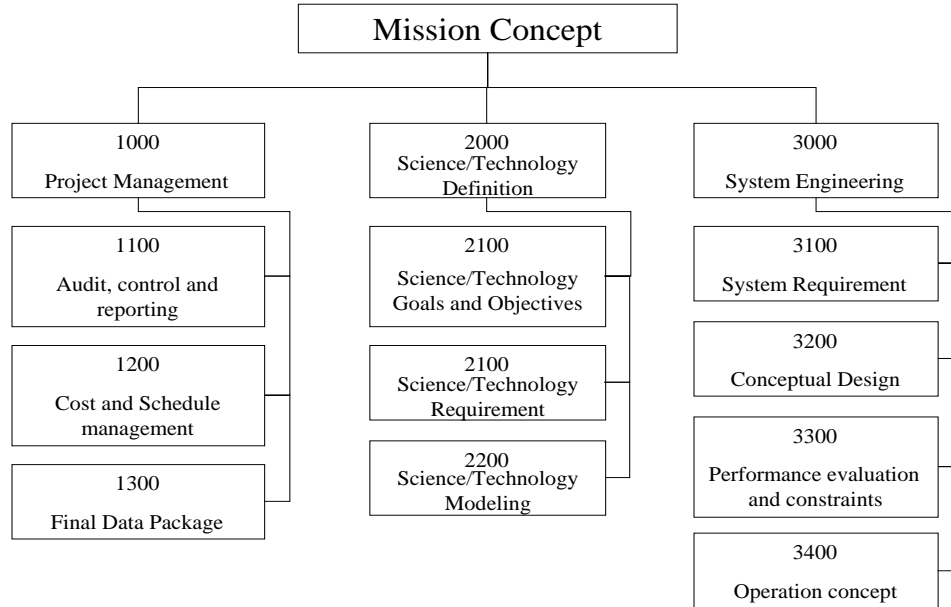 Mission Concept
1000
Project Management
1100
Audit, control and
reporting
1200
Cost and Schedule
management
1300
Final Data Package
2000
Science/Technology
Definition
2100
Science/Technology
Goals and Objectives
2100
Science/Technology
Requirement
2200
Science/Technology
Modeling
3000
System Engineering
3100
System Requirement
3200
Conceptual Design
3300
Performance evaluation
and constraints
3400
Operation concept